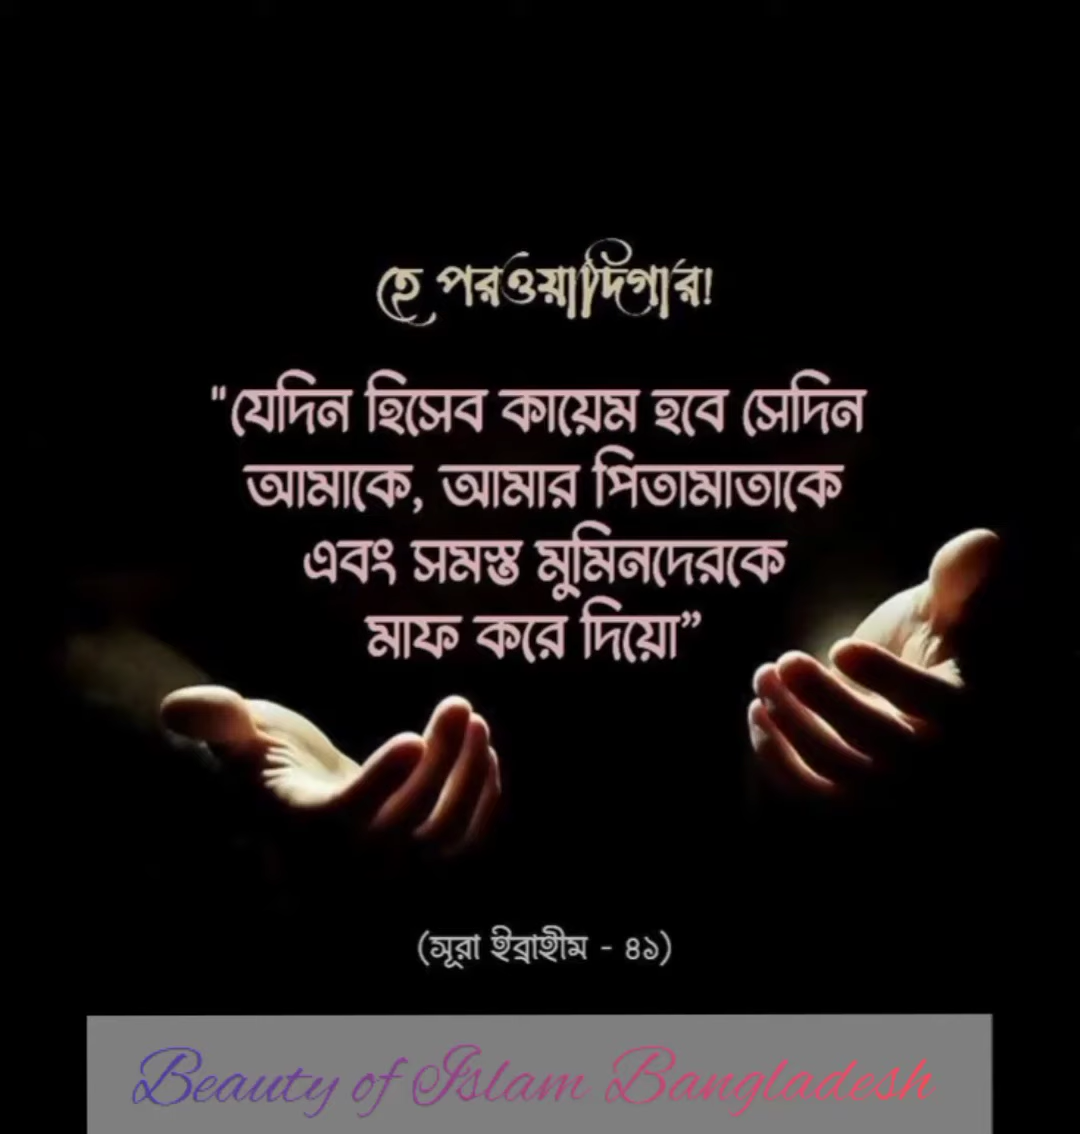 হে পরওয়ারদিগার!
"যেদিন হিসেব কায়েম হবে সেদিন
আমাকে, আমার পিতামাতাকে
এবং সমস্ত মুমিনদেরকে
মাফ করে দিয়ো”
(সূরা ইব্রাহীম - ৪১)
Beauty of Islam Bangladesh